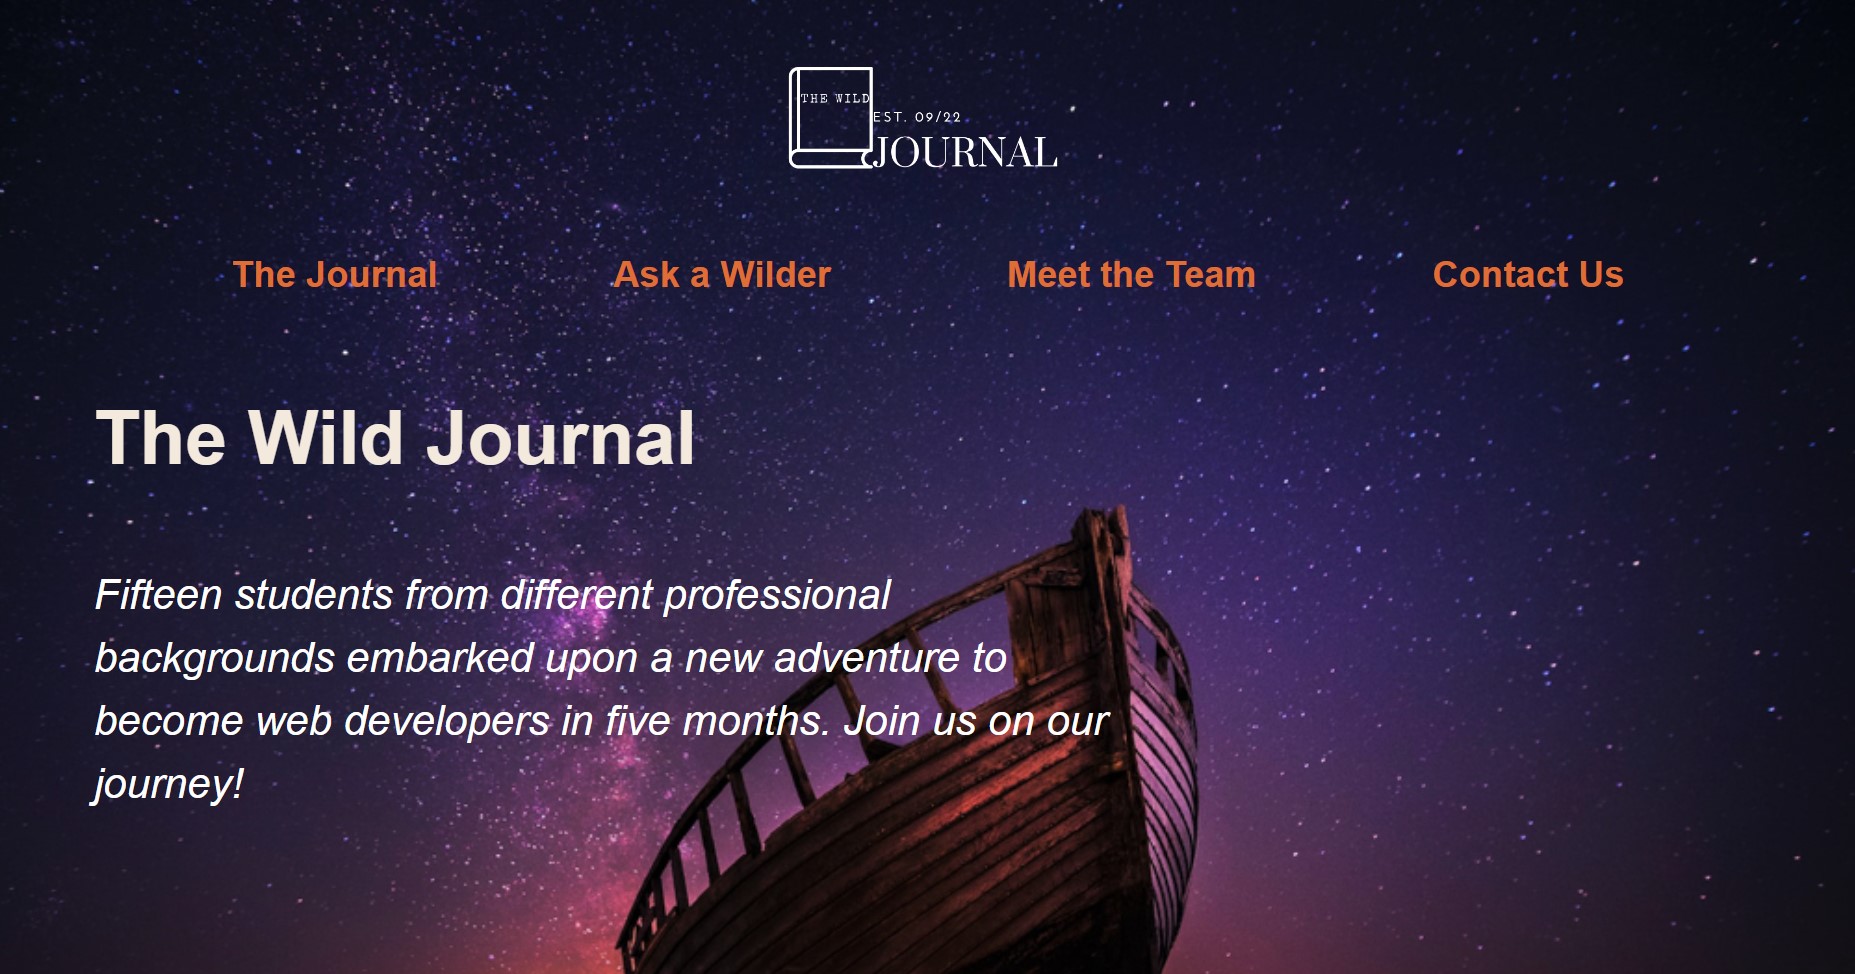 THE WILD
EST. 09/22
JOURNAL
The Journal
Ask a Wilder
Meet the Team
Contact Us
The Wild Journal
Fifteen students from different professional
backgrounds embarked upon a new adventure to
become web developers in five months. Join us on our
journey!